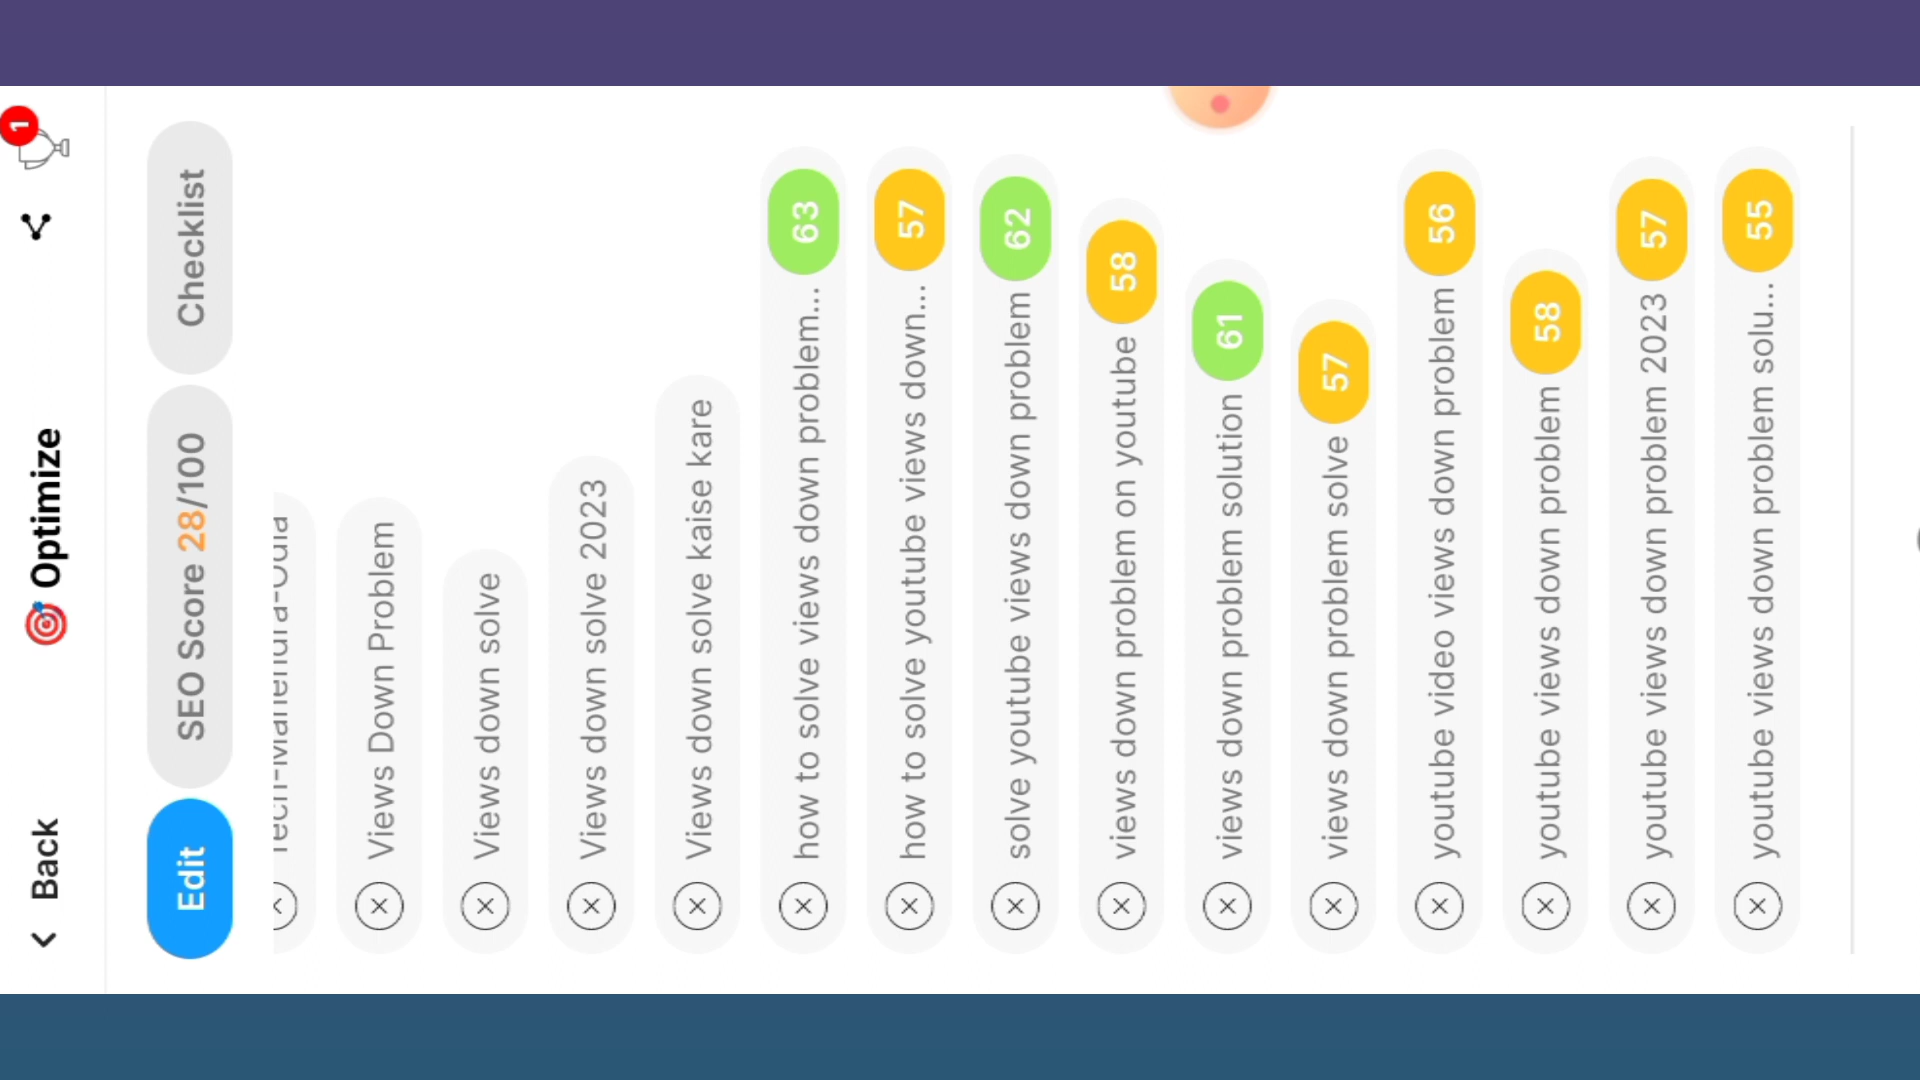 Back
🎯 Optimize
1
Edit
SEO Score 28/100
Checklist
Views Down Problem
Views down solve
Views down solve 2023
Views down solve kaise kare
how to solve views down problem... 63
how to solve youtube views down... 57
solve youtube views down problem 62
views down problem on youtube 58
views down problem solution 61
views down problem solve 57
youtube video views down problem 56
youtube views down problem 58
youtube views down problem 2023 57
youtube views down problem solu... 55